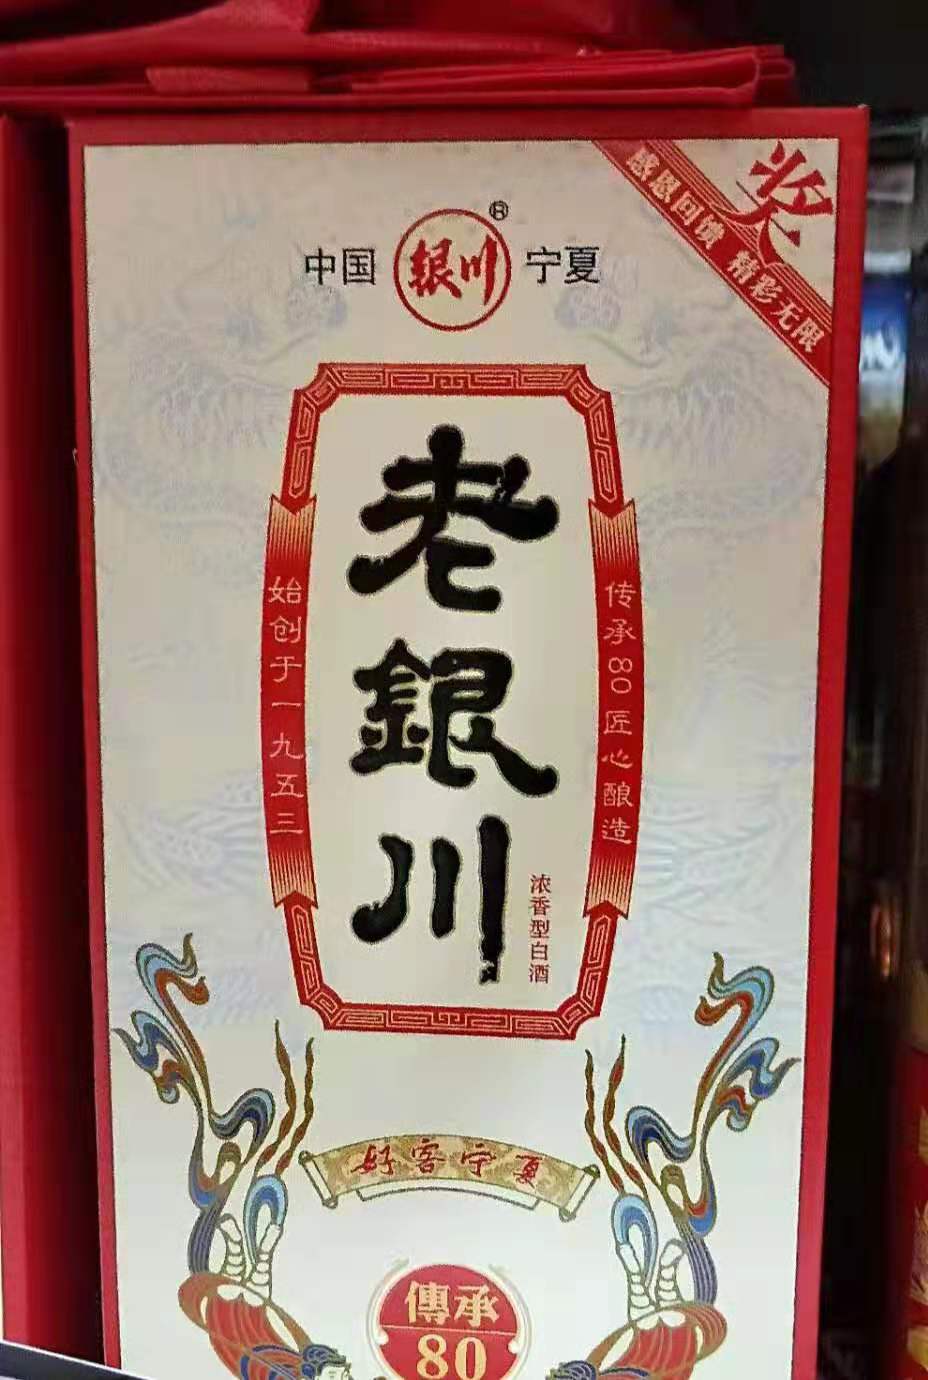 奖
感恩回馈 精彩无限
中国 银川 ® 宁夏
老銀川
始创于一九五三
传承80匠心酿造
浓香型白酒
好客宁夏
傳承
80